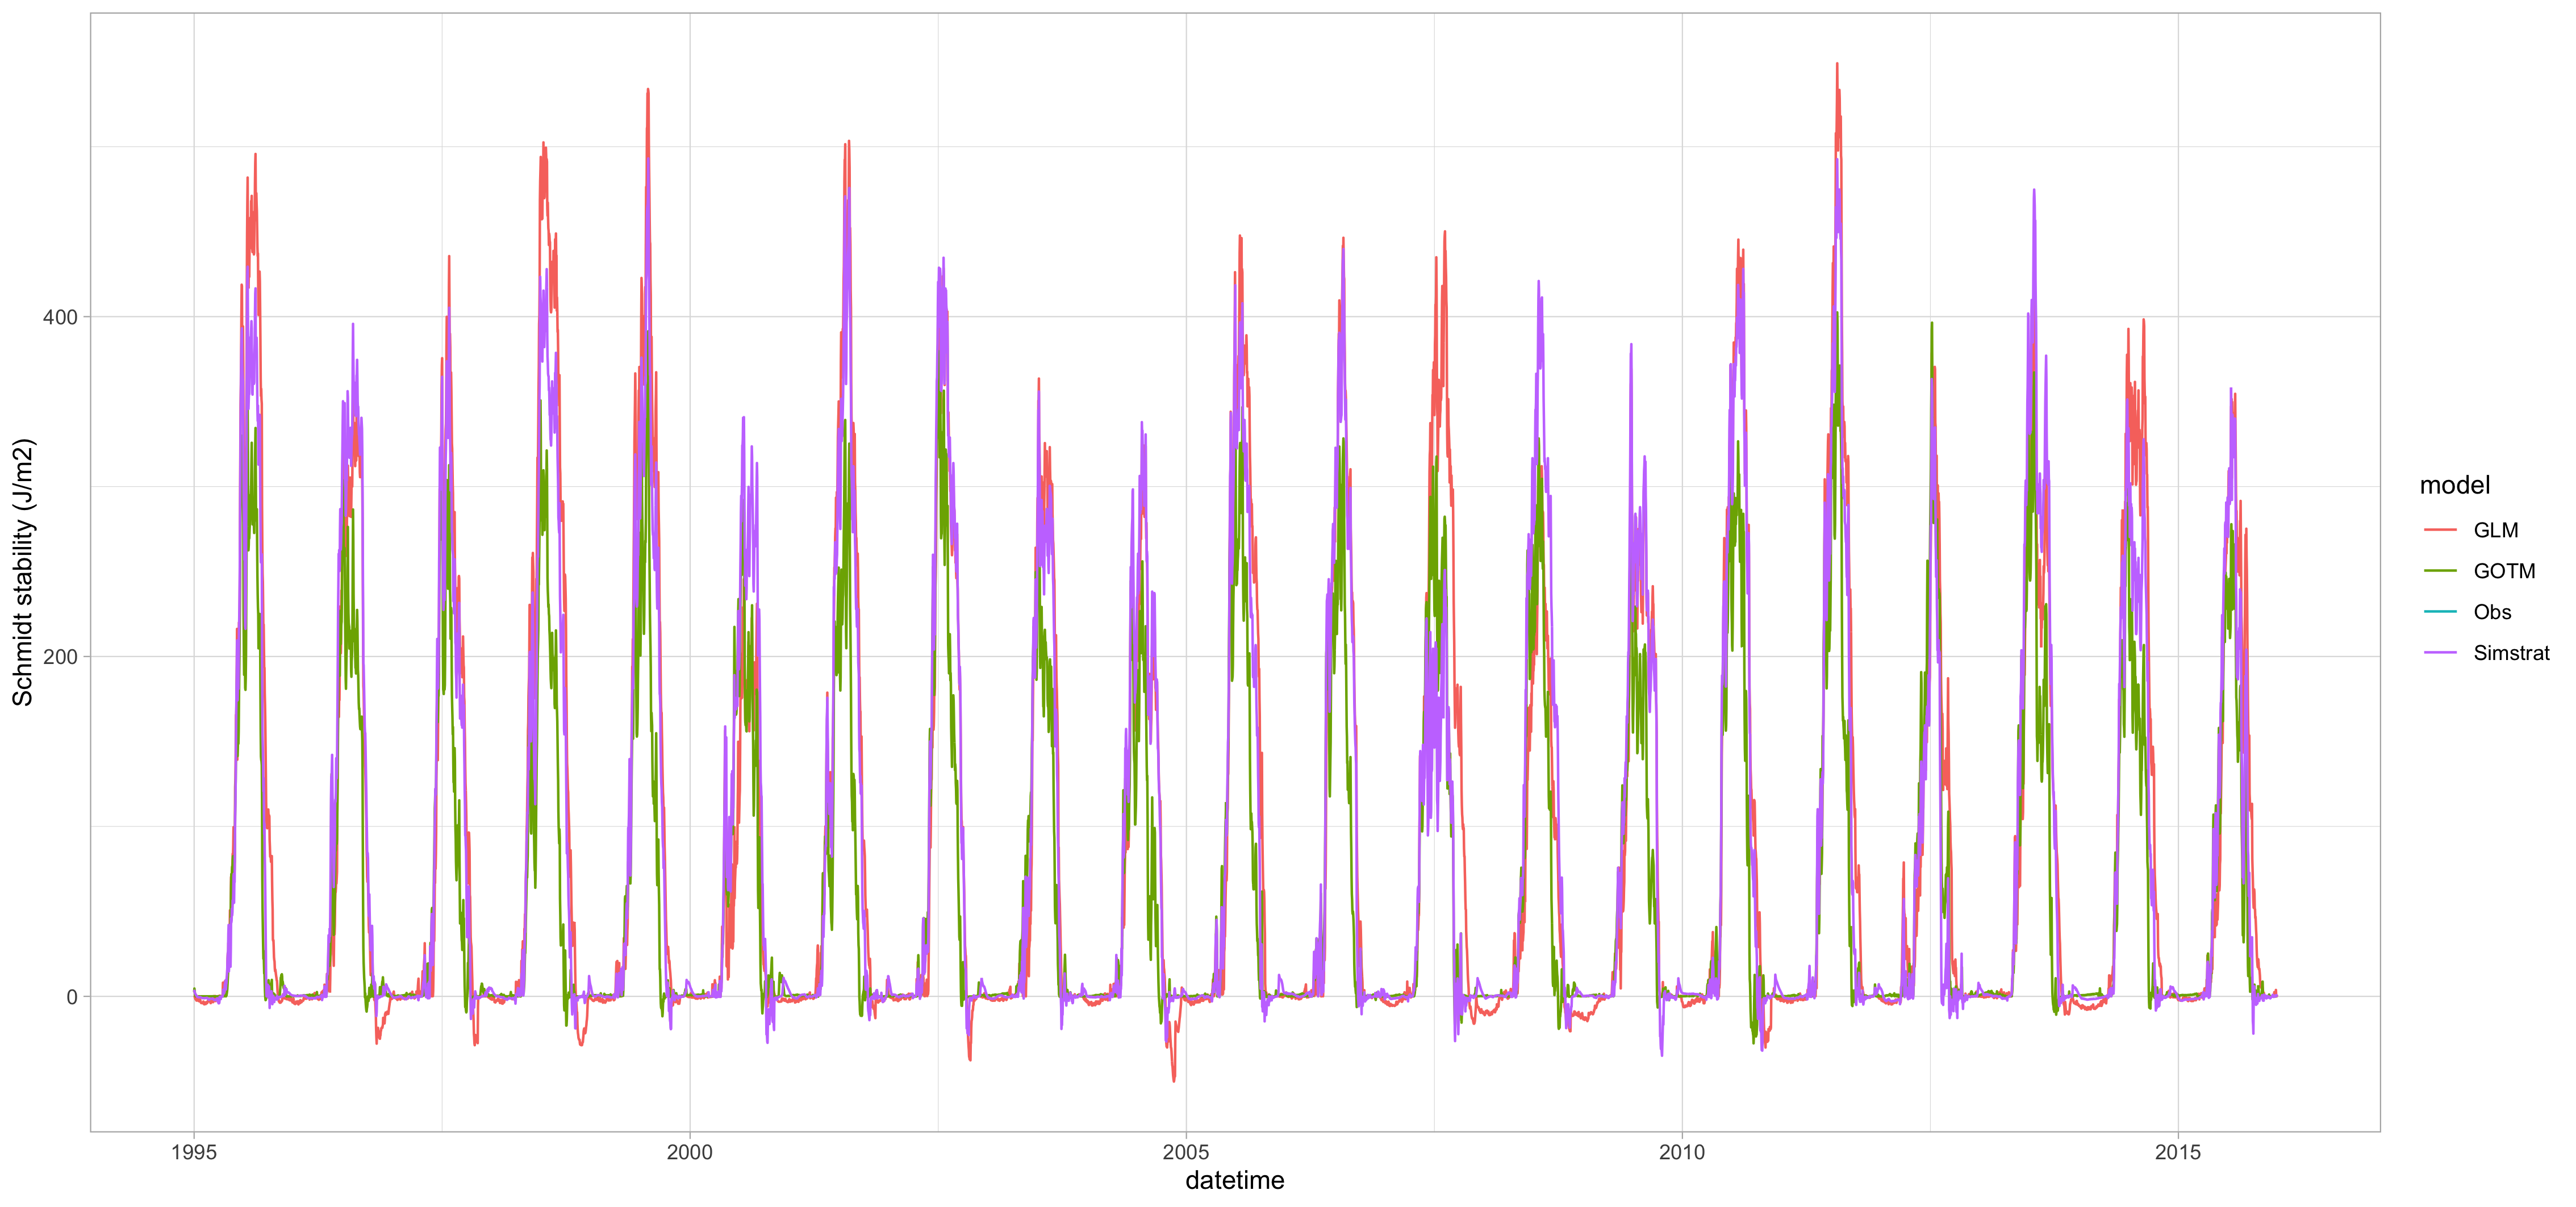 Schmidt stability (J/m2)
400
200
0
1995 2000 2005 2010 2015
datetime
model
GLM
GOTM
Obs
Simstrat